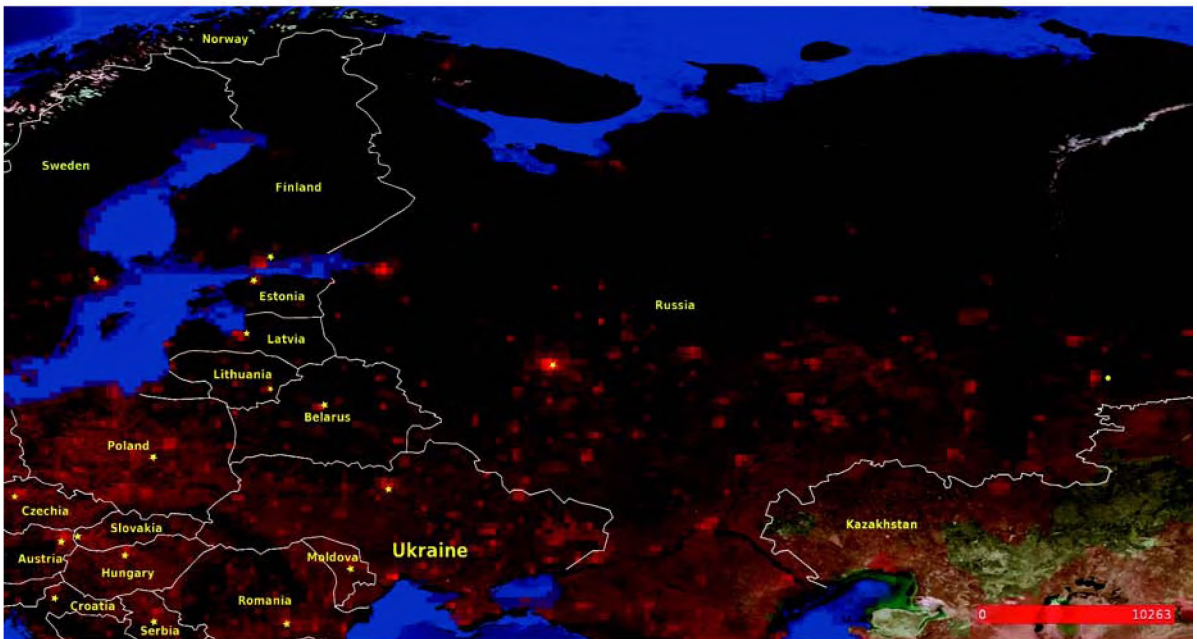 Norway
Sweden
Finland
Estonia
Russia
Latvia
Lithuania
Belarus
Poland
Czechia
Slovakia
Kazakhstan
Ukraine
Austria
Moldova
Hungary
Romania
Croatia
Serbia
0 10263